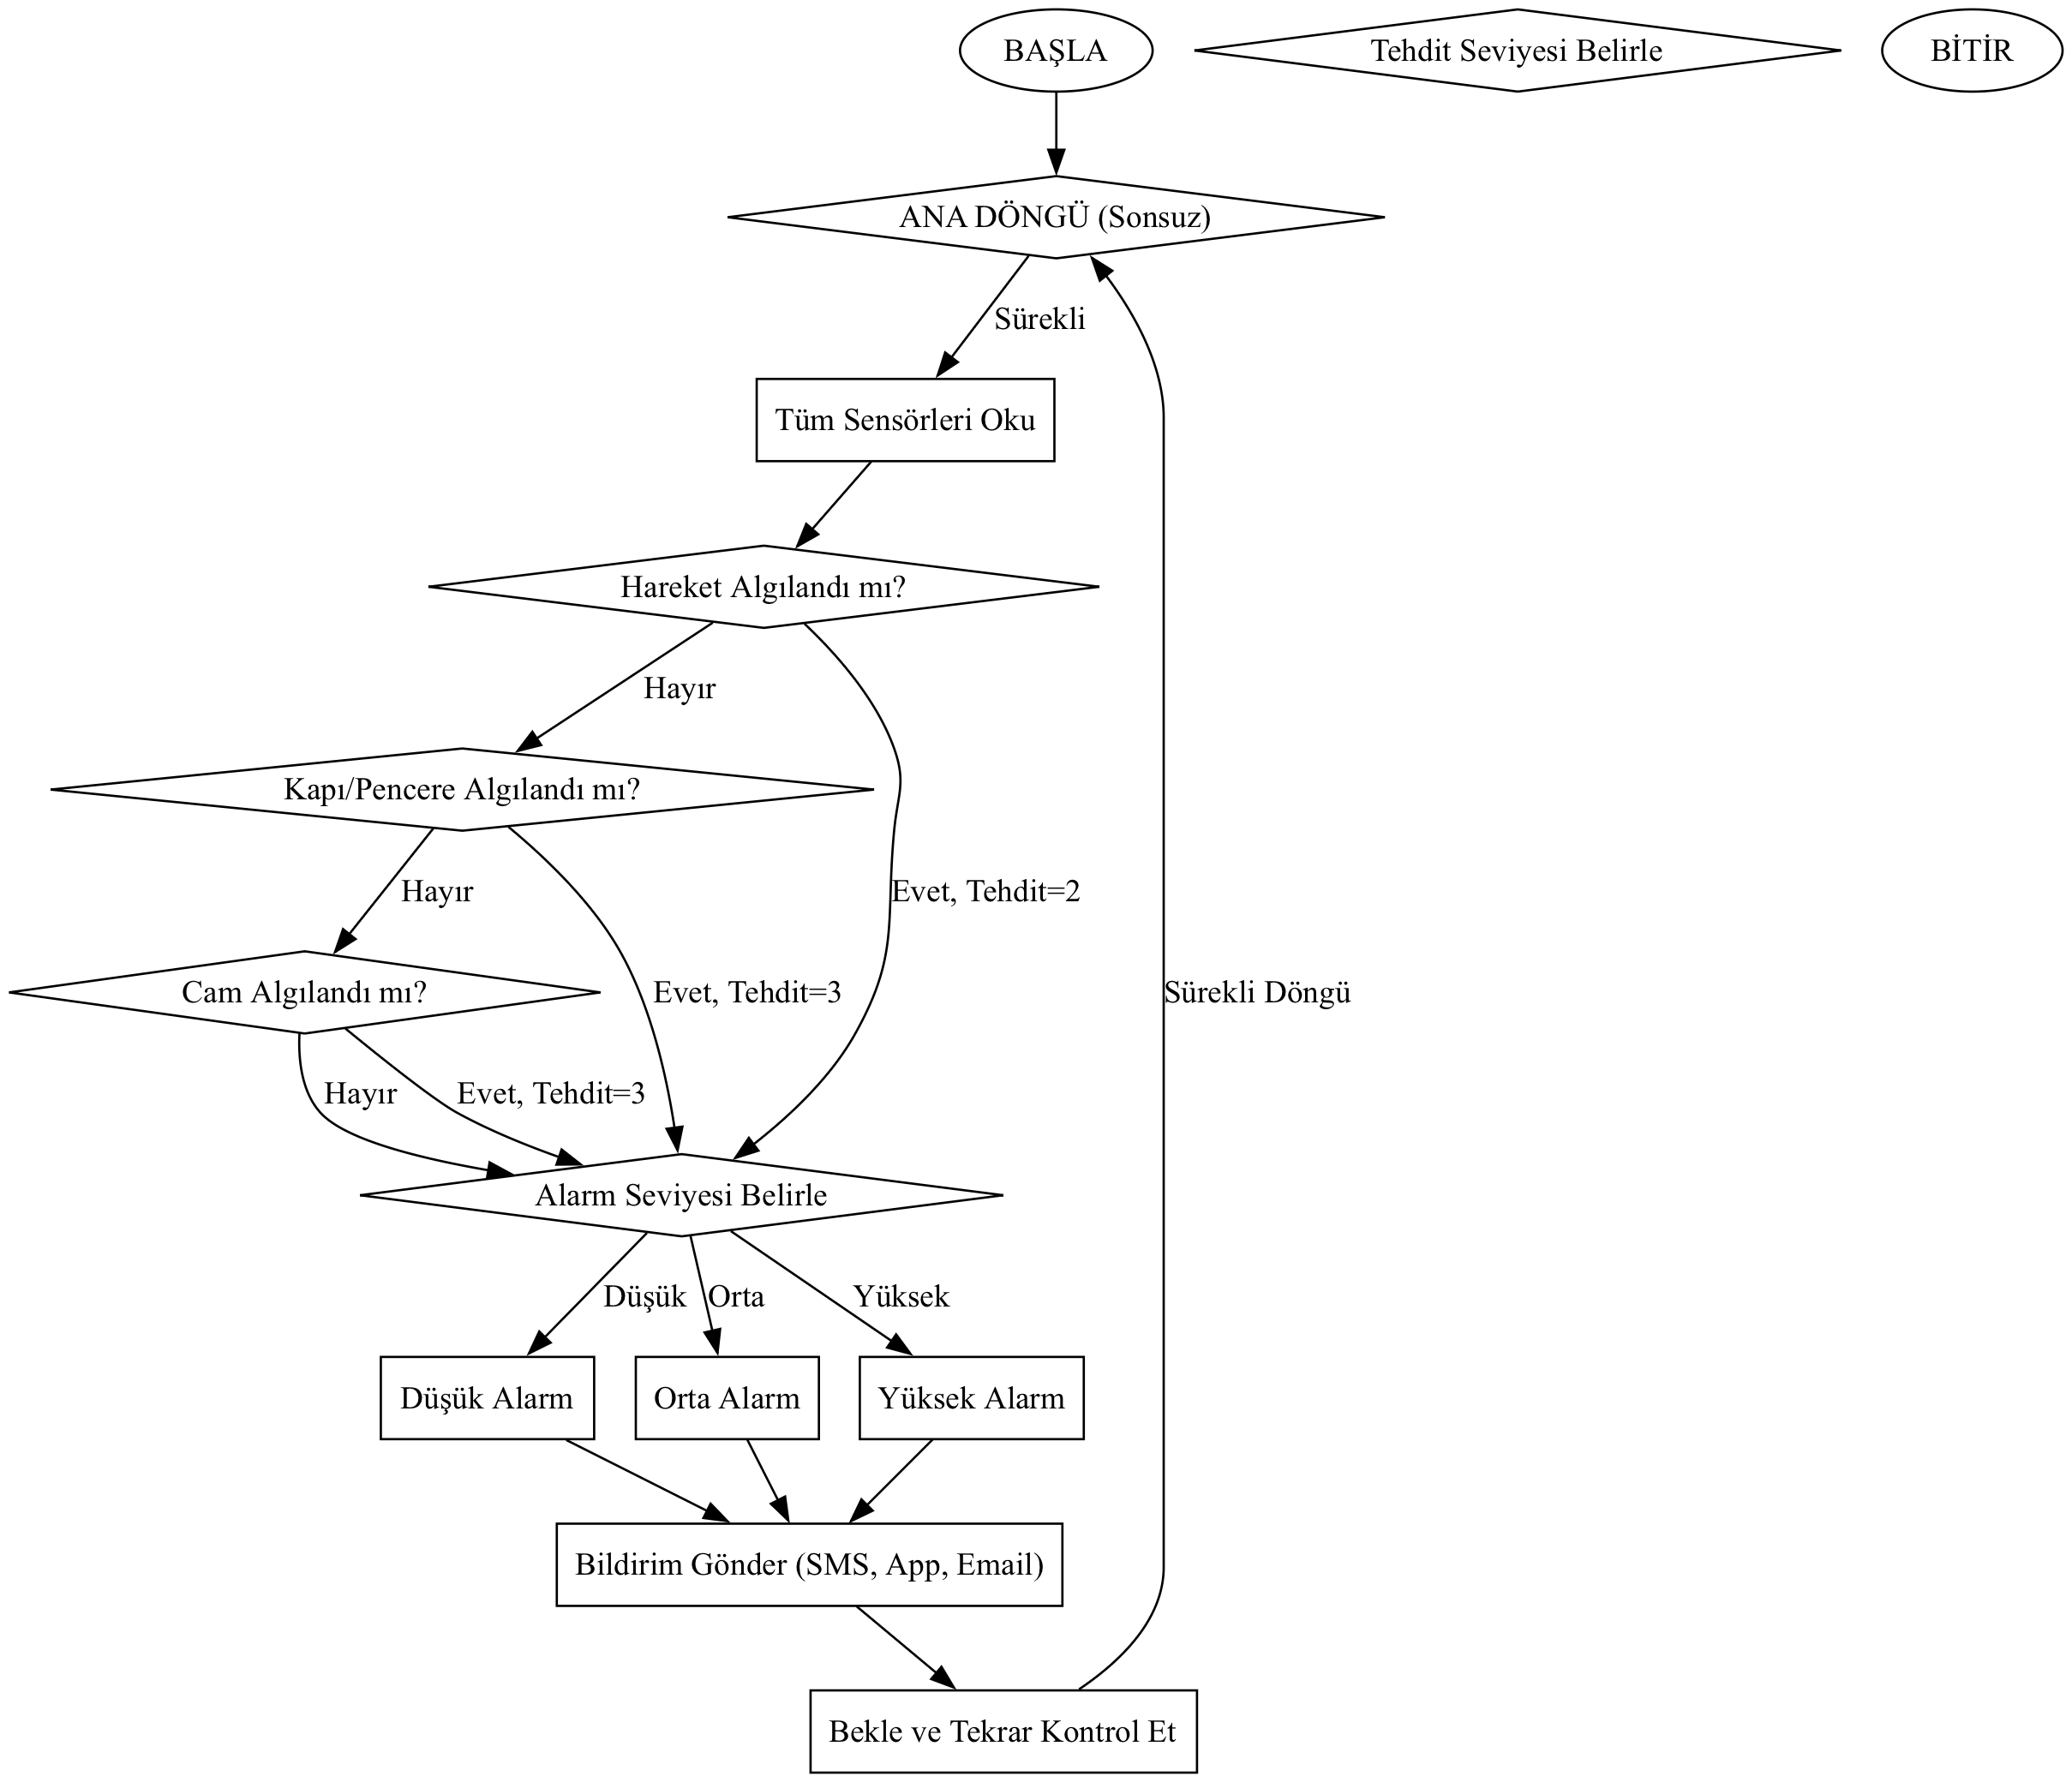 BAŞLA
Tehdit Seviyesi Belirle
BİTİR
ANA DÖNGÜ (Sonsuz)
Sürekli
Tüm Sensörleri Oku
Hareket Algılandı mı?
Hayır
Kapı/Pencere Algılandı mı?
Hayır
Evet, Tehdit=2
Cam Algılandı mı?
Evet, Tehdit=3
Sürekli Döngü
Hayır
Evet, Tehdit=3
Alarm Seviyesi Belirle
Düşük
Orta
Yüksek
Düşük Alarm
Orta Alarm
Yüksek Alarm
Bildirim Gönder (SMS, App, Email)
Bekle ve Tekrar Kontrol Et